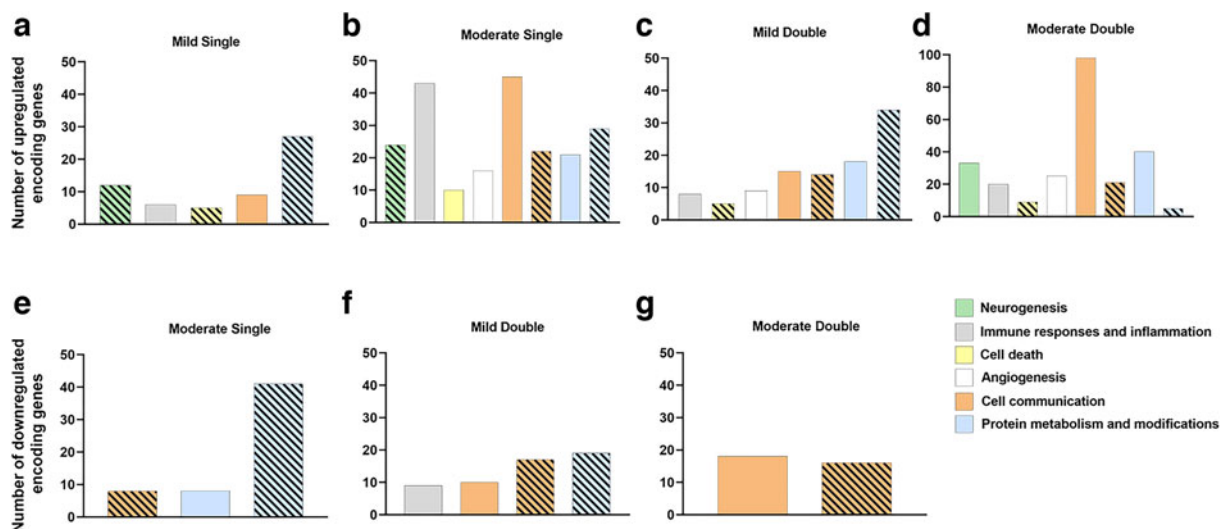 a
Mild Single
Number of upregulated
encoding genes
50
40
30
20
10
0
b
Moderate Single
50
40
30
20
10
0
c
Mild Double
50
40
30
20
10
0
d
Moderate Double
100
80
60
40
20
0
e
Moderate Single
Number of downregulated
encoding genes
50
40
30
20
10
0
f
Mild Double
50
40
30
20
10
0
g
Moderate Double
50
40
30
20
10
0
Neurogenesis
Immune responses and inflammation
Cell death
Angiogenesis
Cell communication
Protein metabolism and modifications